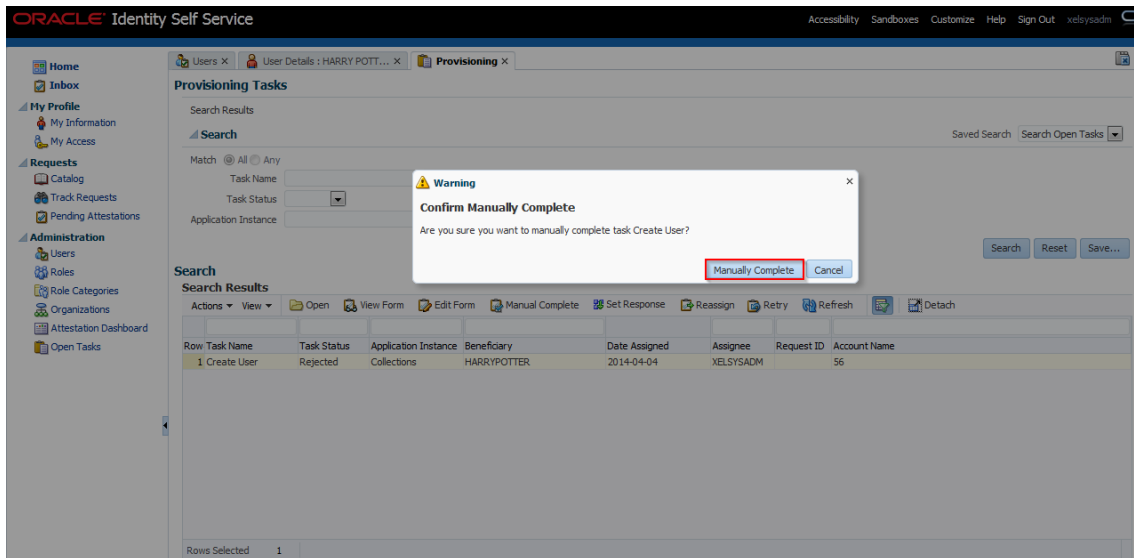 ORACLE Identity Self Service
Accessibility Sandboxes Customize Help Sign Out xelsysadm
Users × User Details : HARRY POTT... × Provisioning ×
Home
Inbox
My Profile
My Information
My Access
Requests
Catalog
Track Requests
Pending Attestations
Administration
Users
Roles
Role Categories
Organizations
Attestation Dashboard
Open Tasks
Provisioning Tasks
Search Results
Search
Saved Search Search Open Tasks
Match All Any
Task Name
Task Status
Application Instance
Warning ×
Confirm Manually Complete
Are you sure you want to manually complete task Create User?
Manually Complete Cancel
Search Reset Save...
Search
Search Results
Actions View Open View Form Edit Form Manual Complete Set Response Reassign Retry Refresh Detach
Row Task Name Task Status Application Instance Beneficiary Date Assigned Assignee Request ID Account Name
1 Create User Rejected Collections HARRYPOTTER 2014-04-04 XELSYSADM 56
Rows Selected 1